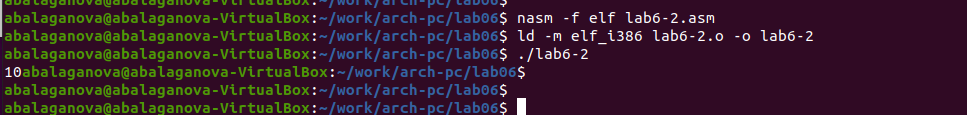 abalaganova@abalaganova-VirtualBox:~/work/arch-pc/lab06$ nasm -f elf lab6-2.asm
abalaganova@abalaganova-VirtualBox:~/work/arch-pc/lab06$ ld -m elf_i386 lab6-2.o -o lab6-2
abalaganova@abalaganova-VirtualBox:~/work/arch-pc/lab06$ ./lab6-2
10abalaganova@abalaganova-VirtualBox:~/work/arch-pc/lab06$
abalaganova@abalaganova-VirtualBox:~/work/arch-pc/lab06$
abalaganova@abalaganova-VirtualBox:~/work/arch-pc/lab06$